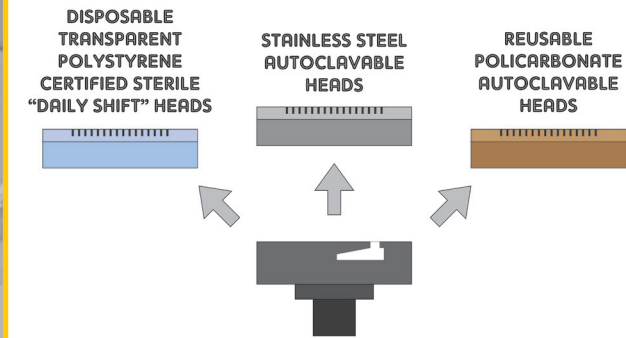 DISPOSABLE
TRANSPARENT
POLYSTYRENE
CERTIFIED STERILE
“DAILY SHIFT” HEADS
STAINLESS STEEL
AUTOCLAVABLE
HEADS
REUSABLE
POLICARBONATE
AUTOCLAVABLE
HEADS